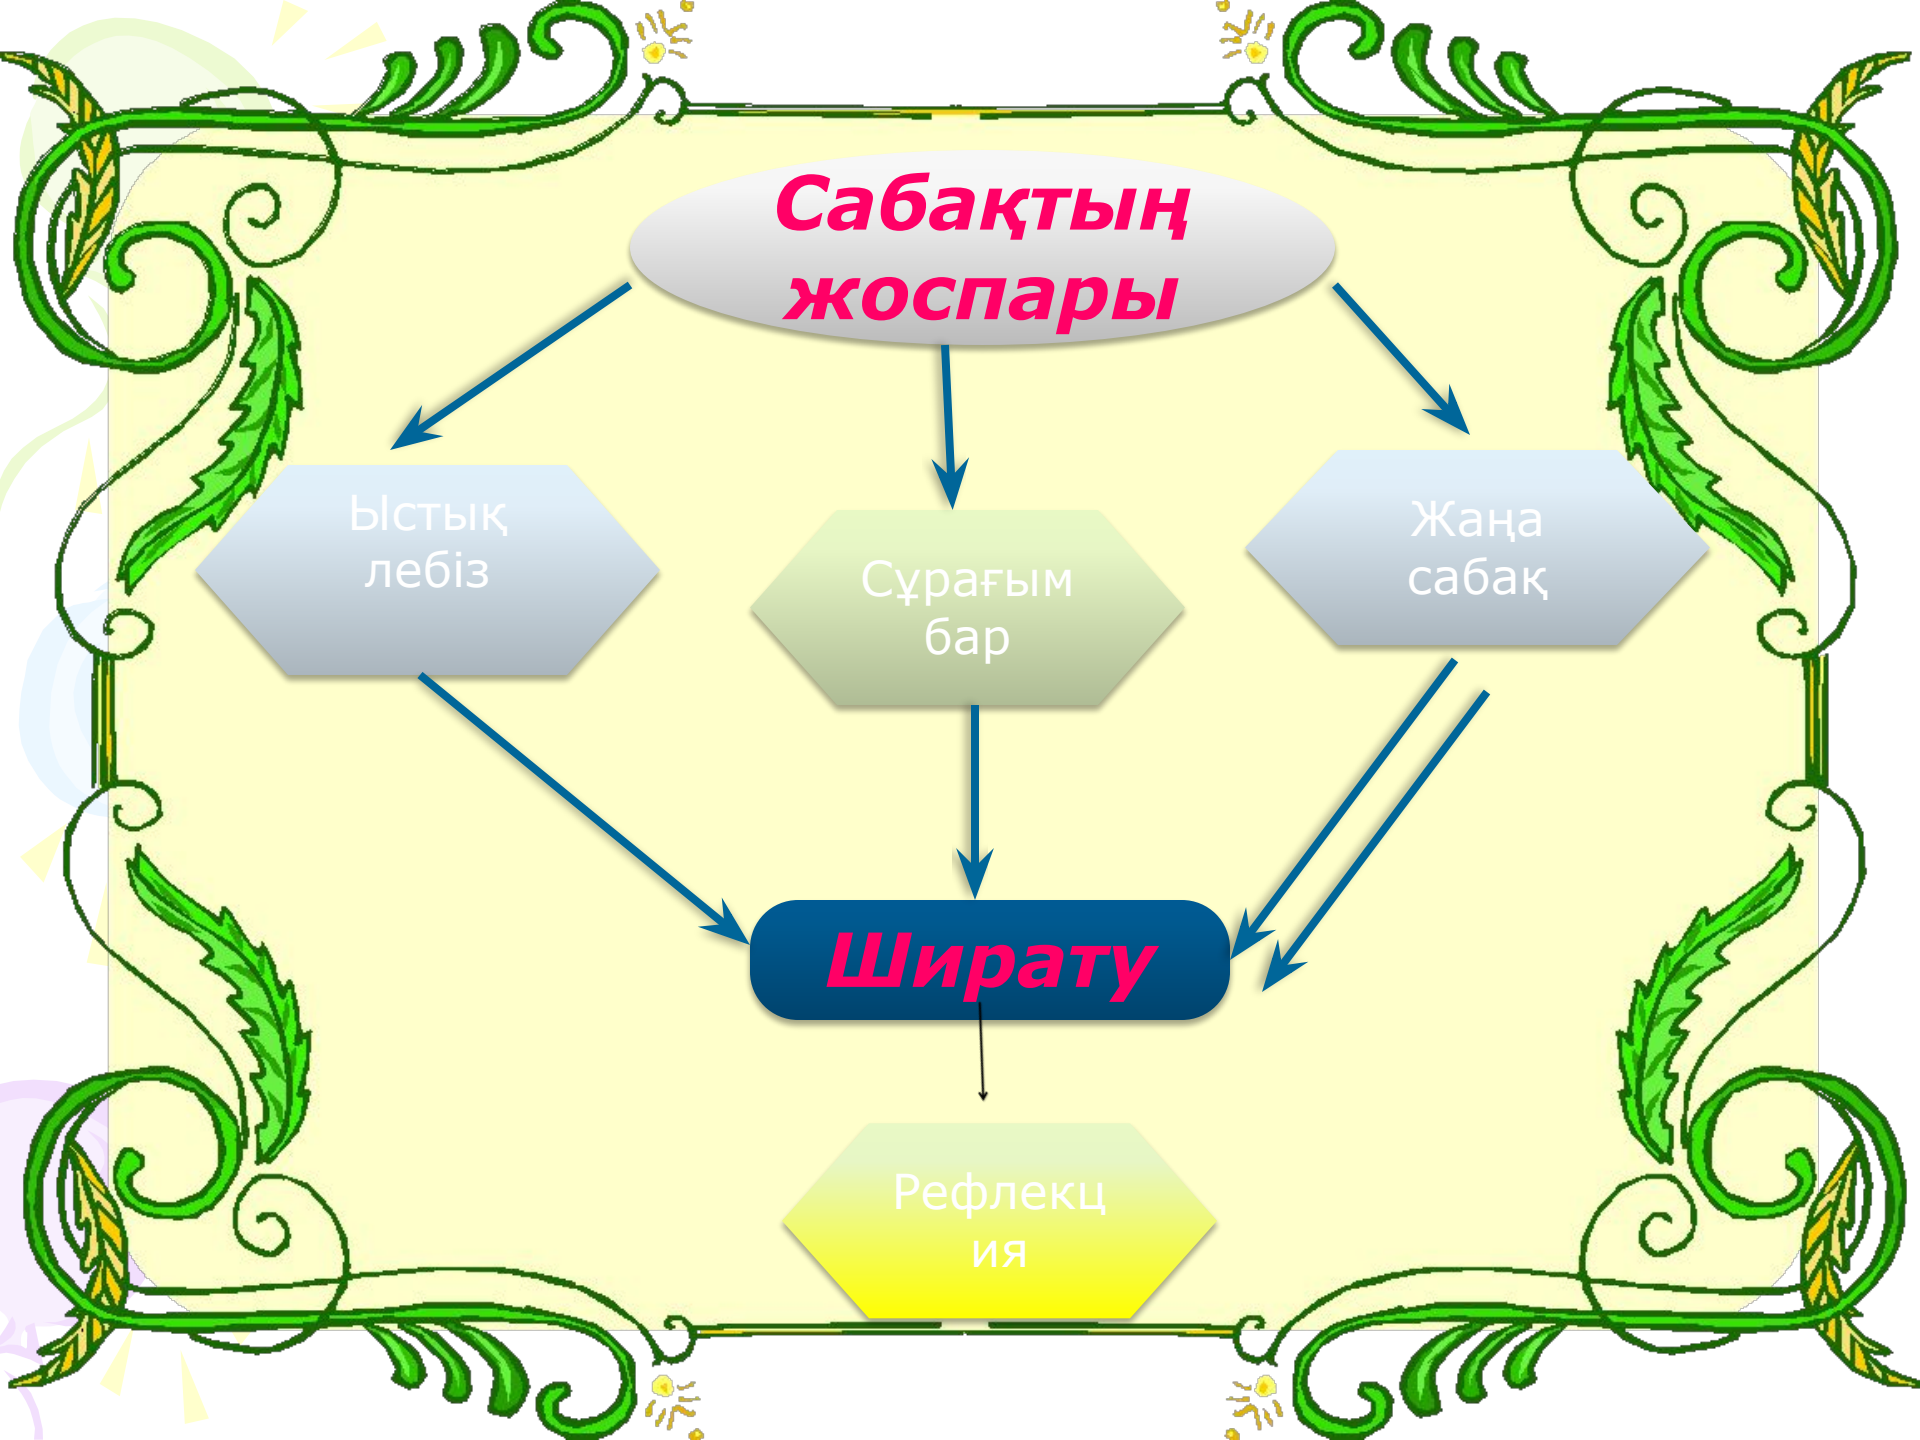 Сабақтың
жоспары
Ыстық
лебіз
Сұрағым
бар
Жаңа
сабақ
Ширату
Рефлекц
ия